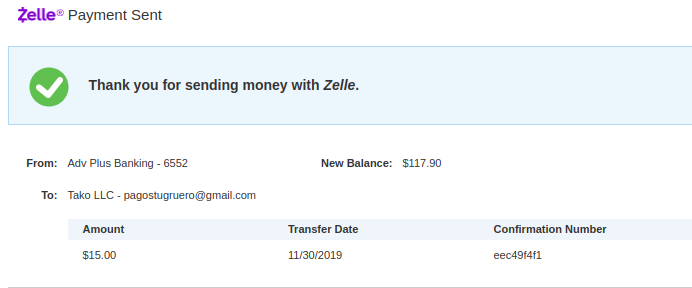 Zelle® Payment Sent
Thank you for sending money with Zelle.
From: Adv Plus Banking - 6552 New Balance: $117.90
To: Tako LLC - pagostugruero@gmail.com
Amount Transfer Date Confirmation Number
$15.00 11/30/2019 eec49f4f1